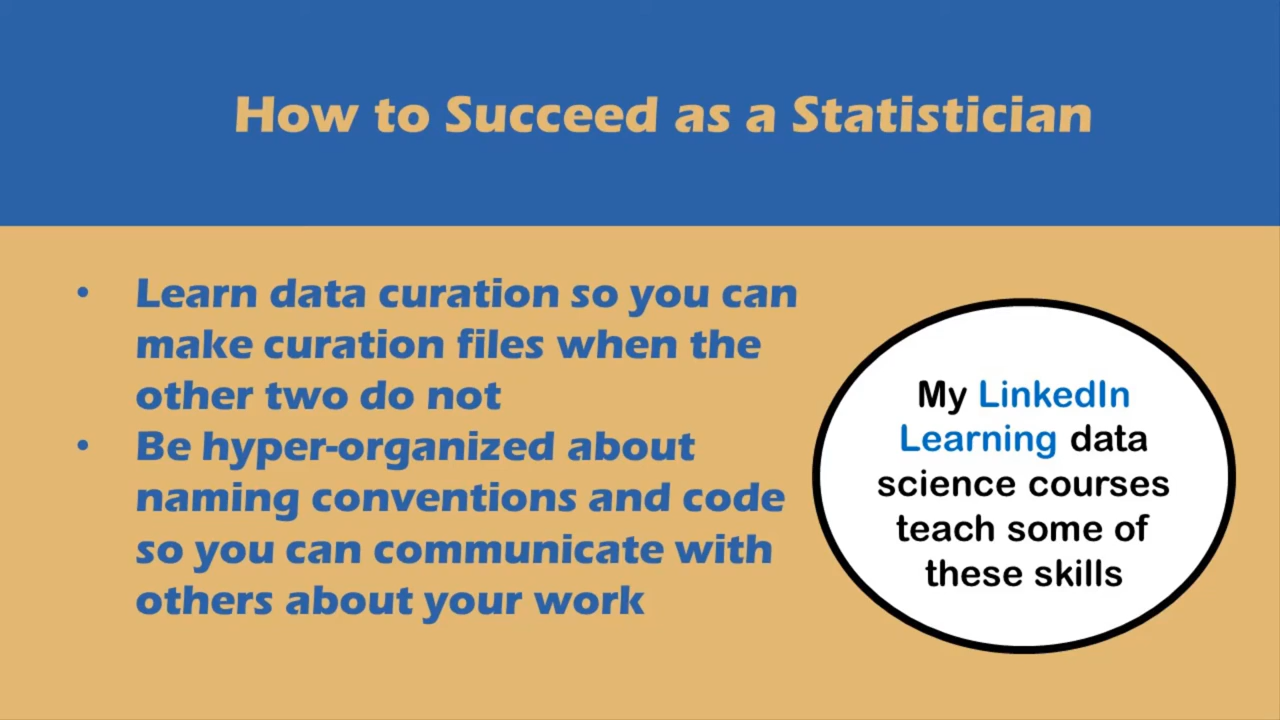 How to Succeed as a Statistician
• Learn data curation so you can
make curation files when the
other two do not
• Be hyper-organized about
naming conventions and code
so you can communicate with
others about your work
My LinkedIn
Learning data
science courses
teach some of
these skills